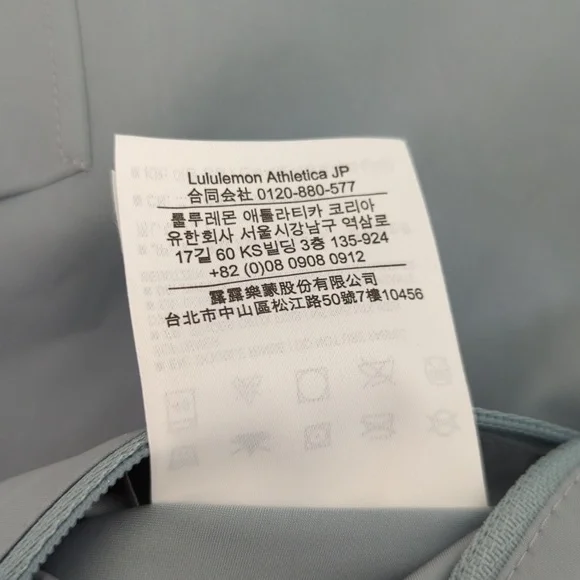 Lululemon Athletica JP
合同会社 0120-880-577
룰루레몬 애틀라티카 코리아
유한회사 서울시강남구 역삼로
17길 60 KS빌딩 3층 135-924
+82 (0)08 0908 0912
露露樂蒙股份有限公司
台北市中山區松江路50號7樓10456